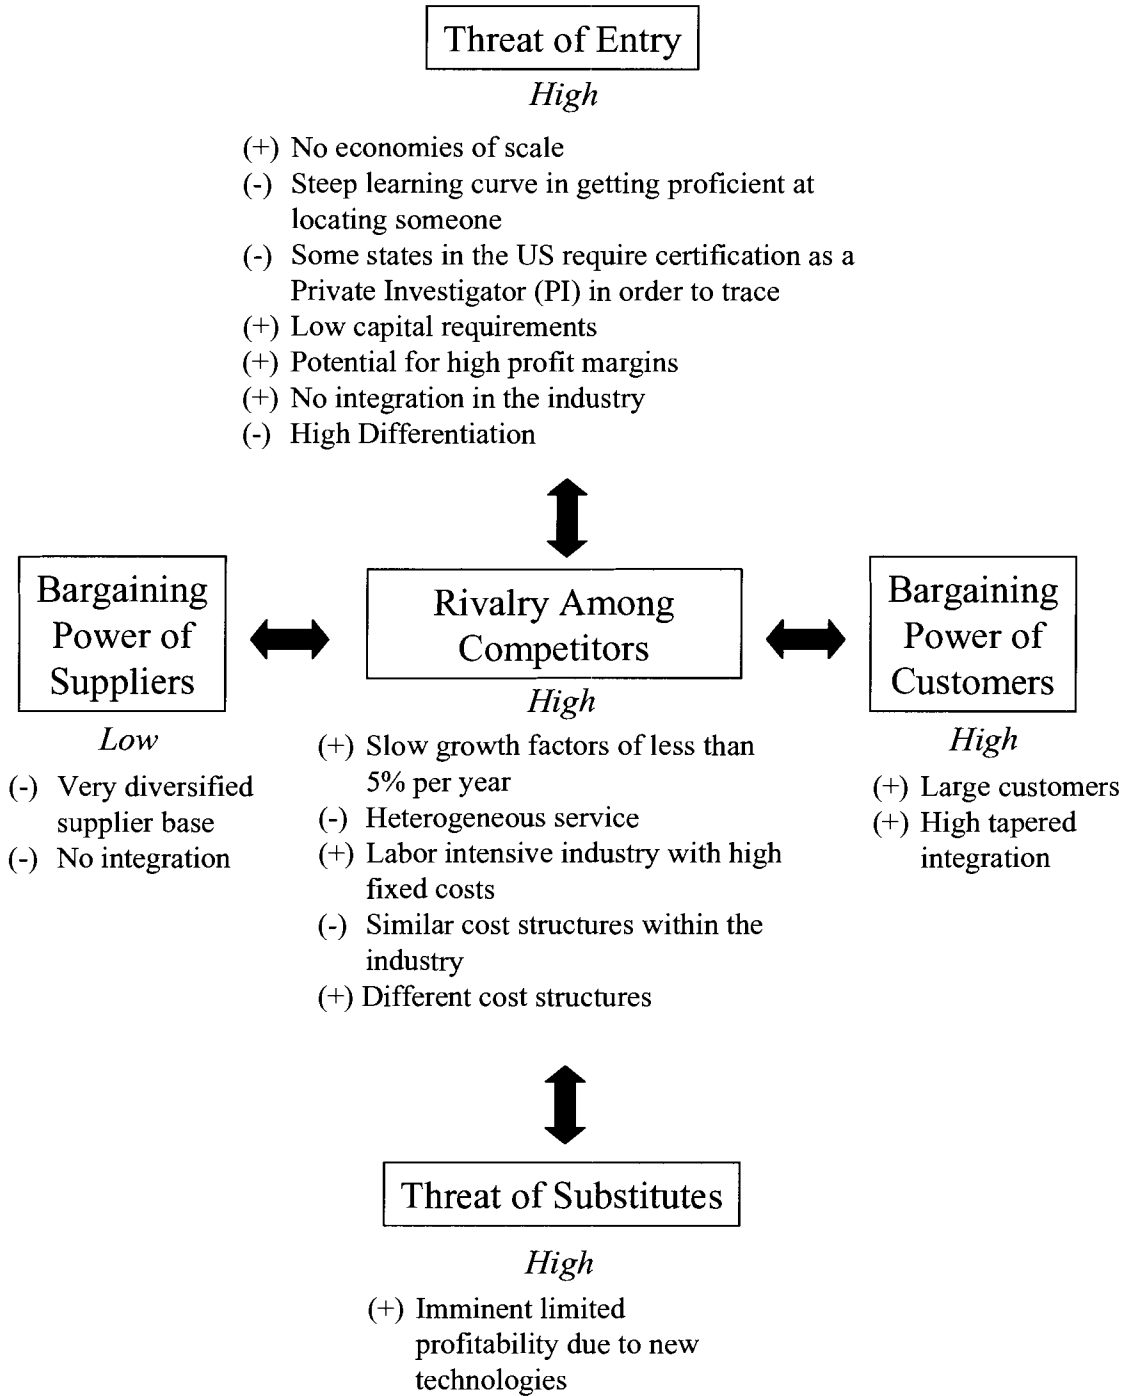 Threat of Entry
High
(+) No economies of scale
(-) Steep learning curve in getting proficient at
locating someone
(-) Some states in the US require certification as a
Private Investigator (PI) in order to trace
(+) Low capital requirements
(+) Potential for high profit margins
(+) No integration in the industry
(-) High Differentiation
Bargaining
Power of
Suppliers
Low
(-) Very diversified
supplier base
(-) No integration
Rivalry Among
Competitors
High
(+) Slow growth factors of less than
5% per year
(-) Heterogeneous service
(+) Labor intensive industry with high
fixed costs
(-) Similar cost structures within the
industry
(+) Different cost structures
Bargaining
Power of
Customers
High
(+) Large customers
(+) High tapered
integration
Threat of Substitutes
High
(+) Imminent limited
profitability due to new
technologies